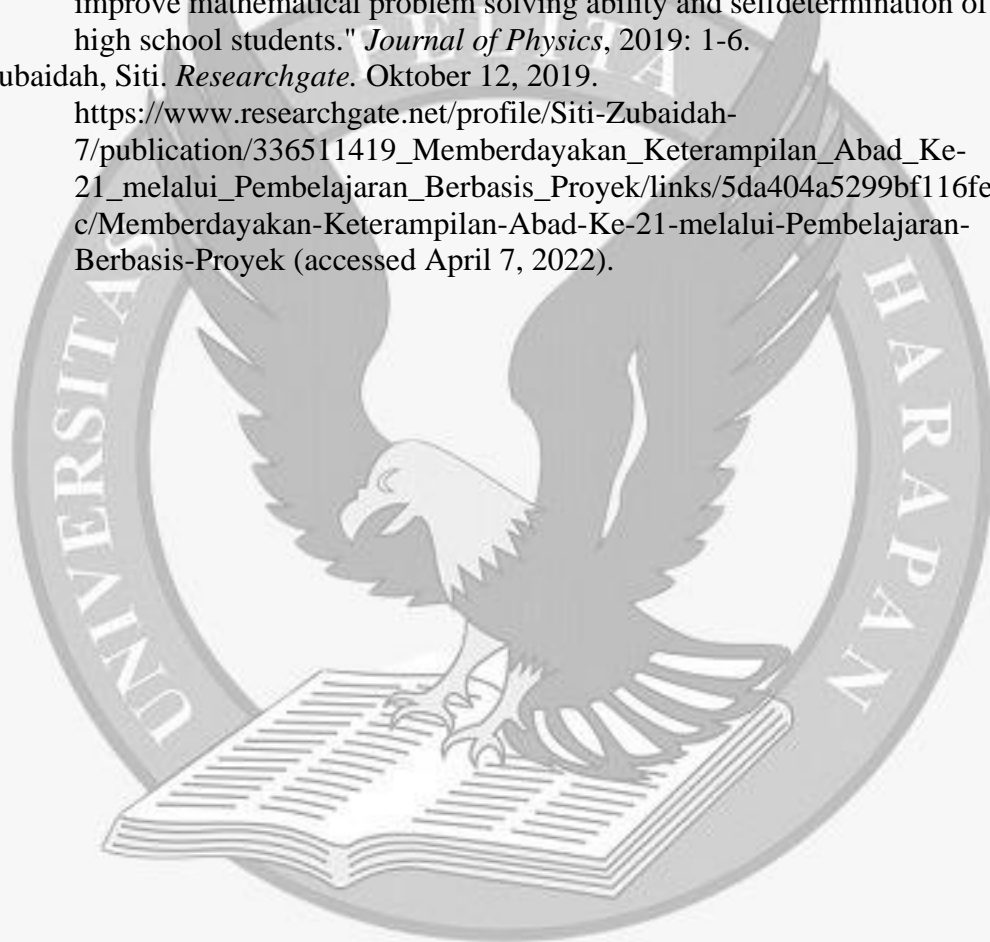 improve mathematical problem solving ability and selfdetermination of
high school students." Journal of Physics, 2019: 1-6.
ubaidah, Siti. Researchgate. Oktober 12, 2019.
https://www.researchgate.net/profile/Siti-Zubaidah-
7/publication/336511419_Memberdayakan_Keterampilan_Abad_Ke-
21_melalui_Pembelajaran_Berbasis_Proyek/links/5da404a5299bf116fe
c/Memberdayakan-Keterampilan-Abad-Ke-21-melalui-Pembelajaran-
Berbasis-Proyek (accessed April 7, 2022).
UNIVERSITAS
PELITA
HARAPAN